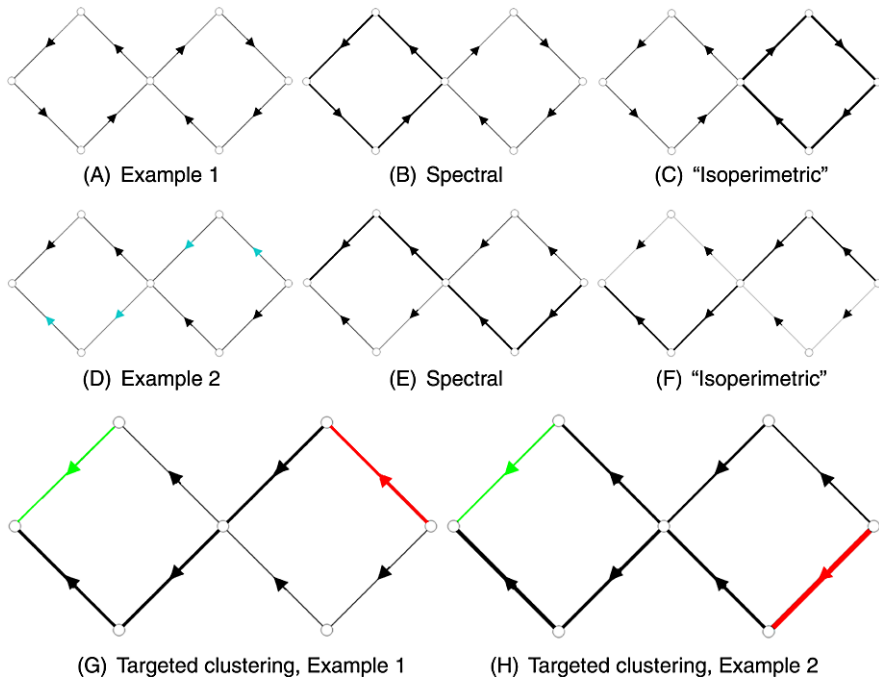 (A) Example 1 (B) Spectral (C) “Isoperimetric”
(D) Example 2 (E) Spectral (F) “Isoperimetric”
(G) Targeted clustering, Example 1 (H) Targeted clustering, Example 2